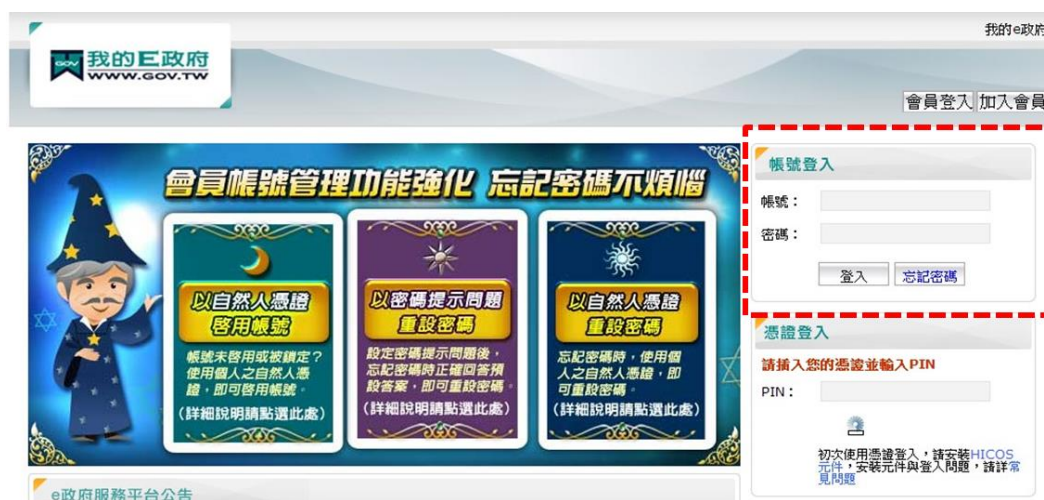 我的e政府
我的E政府
WWW.GOV.TW
會員登入 加入會員
會員帳號管理功能強化 忘記密碼不煩惱
以自然人憑證
啓用帳號
帳號未啓用或被鎖定？
使用個人之自然人憑
證，即可啓用帳號。
（詳細說明請點選此處）
以密碼提示問題
重設密碼
設定密碼提示問題後，
忘記密碼時正確回答預
設答案，即可重設密碼。
（詳細說明請點選此處）
以自然人憑證
重設密碼
忘記密碼時，使用個
人之自然人憑證，即
可重設密碼。
（詳細說明請點選此處）
帳號登入
帳號：
密碼：
登入 忘記密碼
憑證登入
請插入您的憑證並輸入PIN
PIN：
初次使用憑證登入，請安裝HICOS
元件，安裝元件與登入問題，請詳常
見問題
e政府服務平台公告